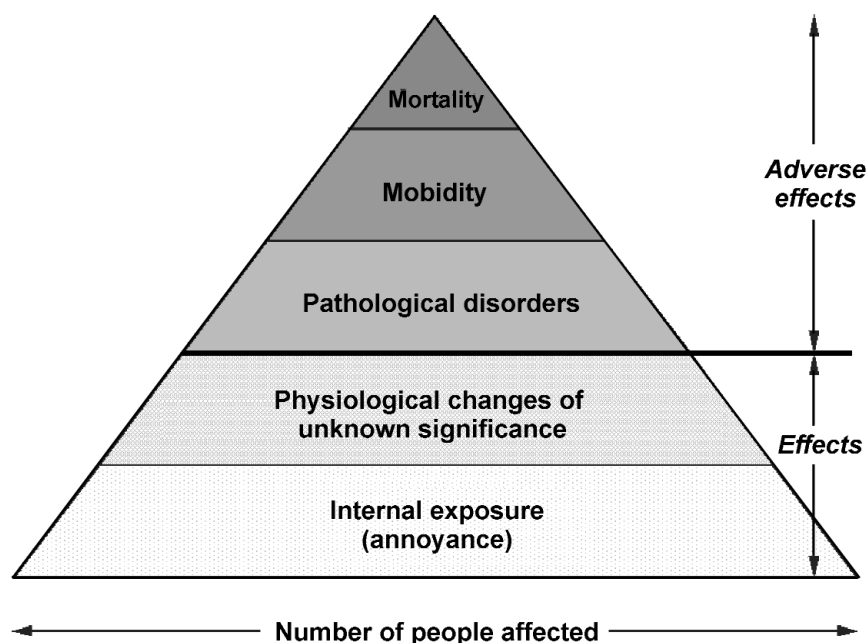 Mortality
Mobidity
Adverse
effects
Pathological disorders
Physiological changes of
unknown significance
Effects
Internal exposure
(annoyance)
Number of people affected